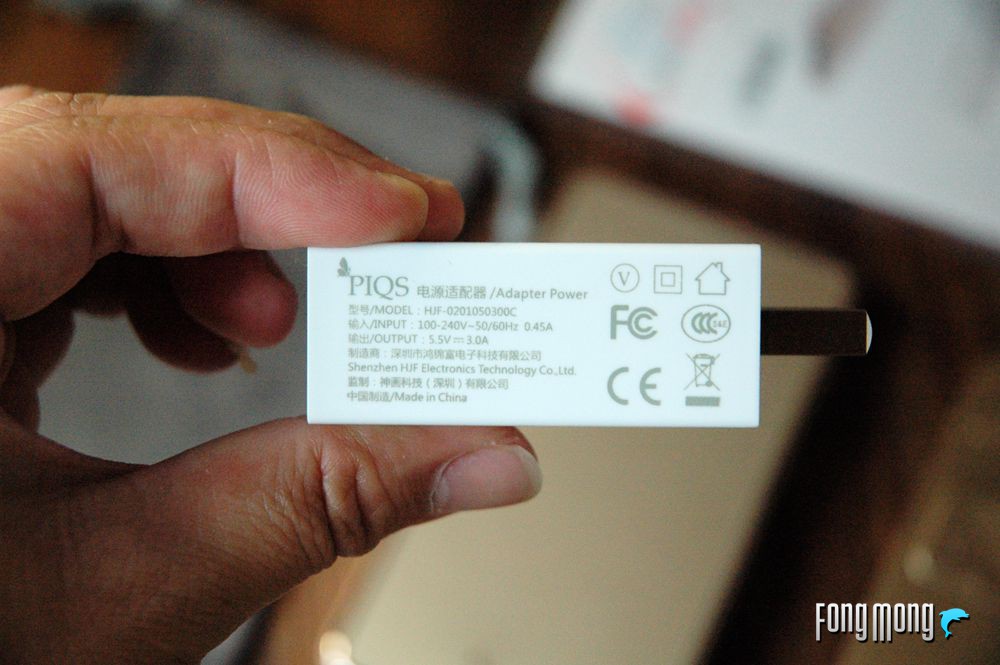 PIQS 电源适配器 /Adapter Power
型号/MODEL：HJF-0201050300C
输入/INPUT：100-240V~50/60Hz 0.45A
输出/OUTPUT：5.5V⎓3.0A
制造商：深圳市鸿锦富电子科技有限公司
Shenzhen HJF Electronics Technology Co.,Ltd.
监制：神画科技（深圳）有限公司
中国制造/Made in China
V
FC
CCC S&E
CE
FONG MONG